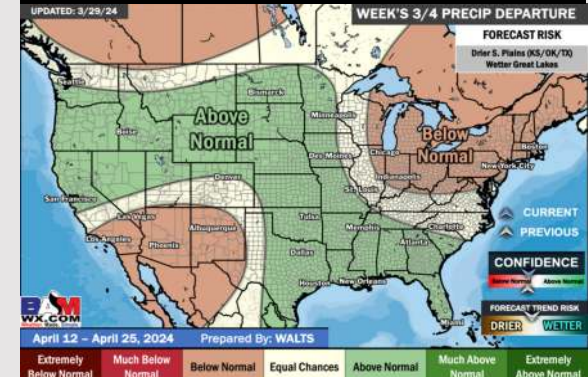 UPDATED: 3/29/24
WEEK'S 3/4 PRECIP DEPARTURE
FORECAST RISK
Drier S. Plains (KS/OK/TX)
Wetter Great Lakes
Seattle
Bismarck
Above
Normal
Minneapolis
Below
Normal
Boise
Boston
Chicago
New York City
Des Moines
Indianapolis
Denver
St. Louis
San Francisco
CURRENT
Las Vegas
Tulsa
PREVIOUS
Albuquerque
Memphis
Charlotte
Los Angeles
Phoenix
Atlanta
Dallas
CONFIDENCE
Below Normal
Above Normal
Houston
New Orleans
FORECAST TREND RISK
BAM
WX.COM
DRIER
WETTER
Miami
April 12 – April 25, 2024
Prepared By: WALTS
Extremely
Below Normal
Much Below
Normal
Below Normal
Equal Chances
Above Normal
Much Above
Normal
Extremely
Above Normal